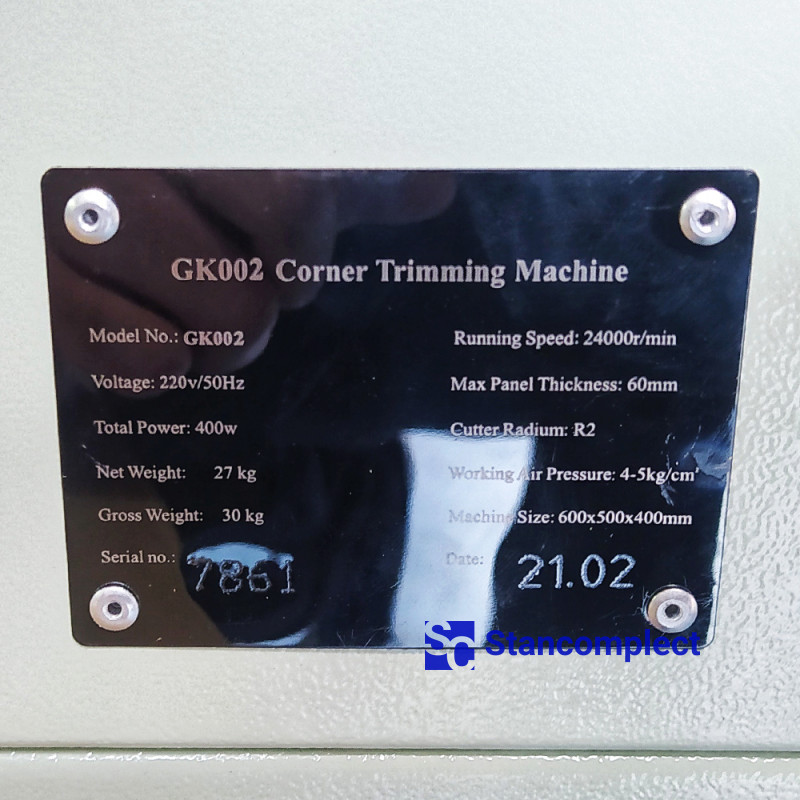 GK002 Corner Trimming Machine
Model No.: GK002
Voltage: 220v/50Hz
Total Power: 400w
Net Weight: 27 kg
Gross Weight: 30 kg
Serial no.: 7861
Running Speed: 24000r/min
Max Panel Thickness: 60mm
Cutter Radium: R2
Working Air Pressure: 4-5kg/cm²
Machine Size: 600x500x400mm
Date: 21.02
SC Stancomplect